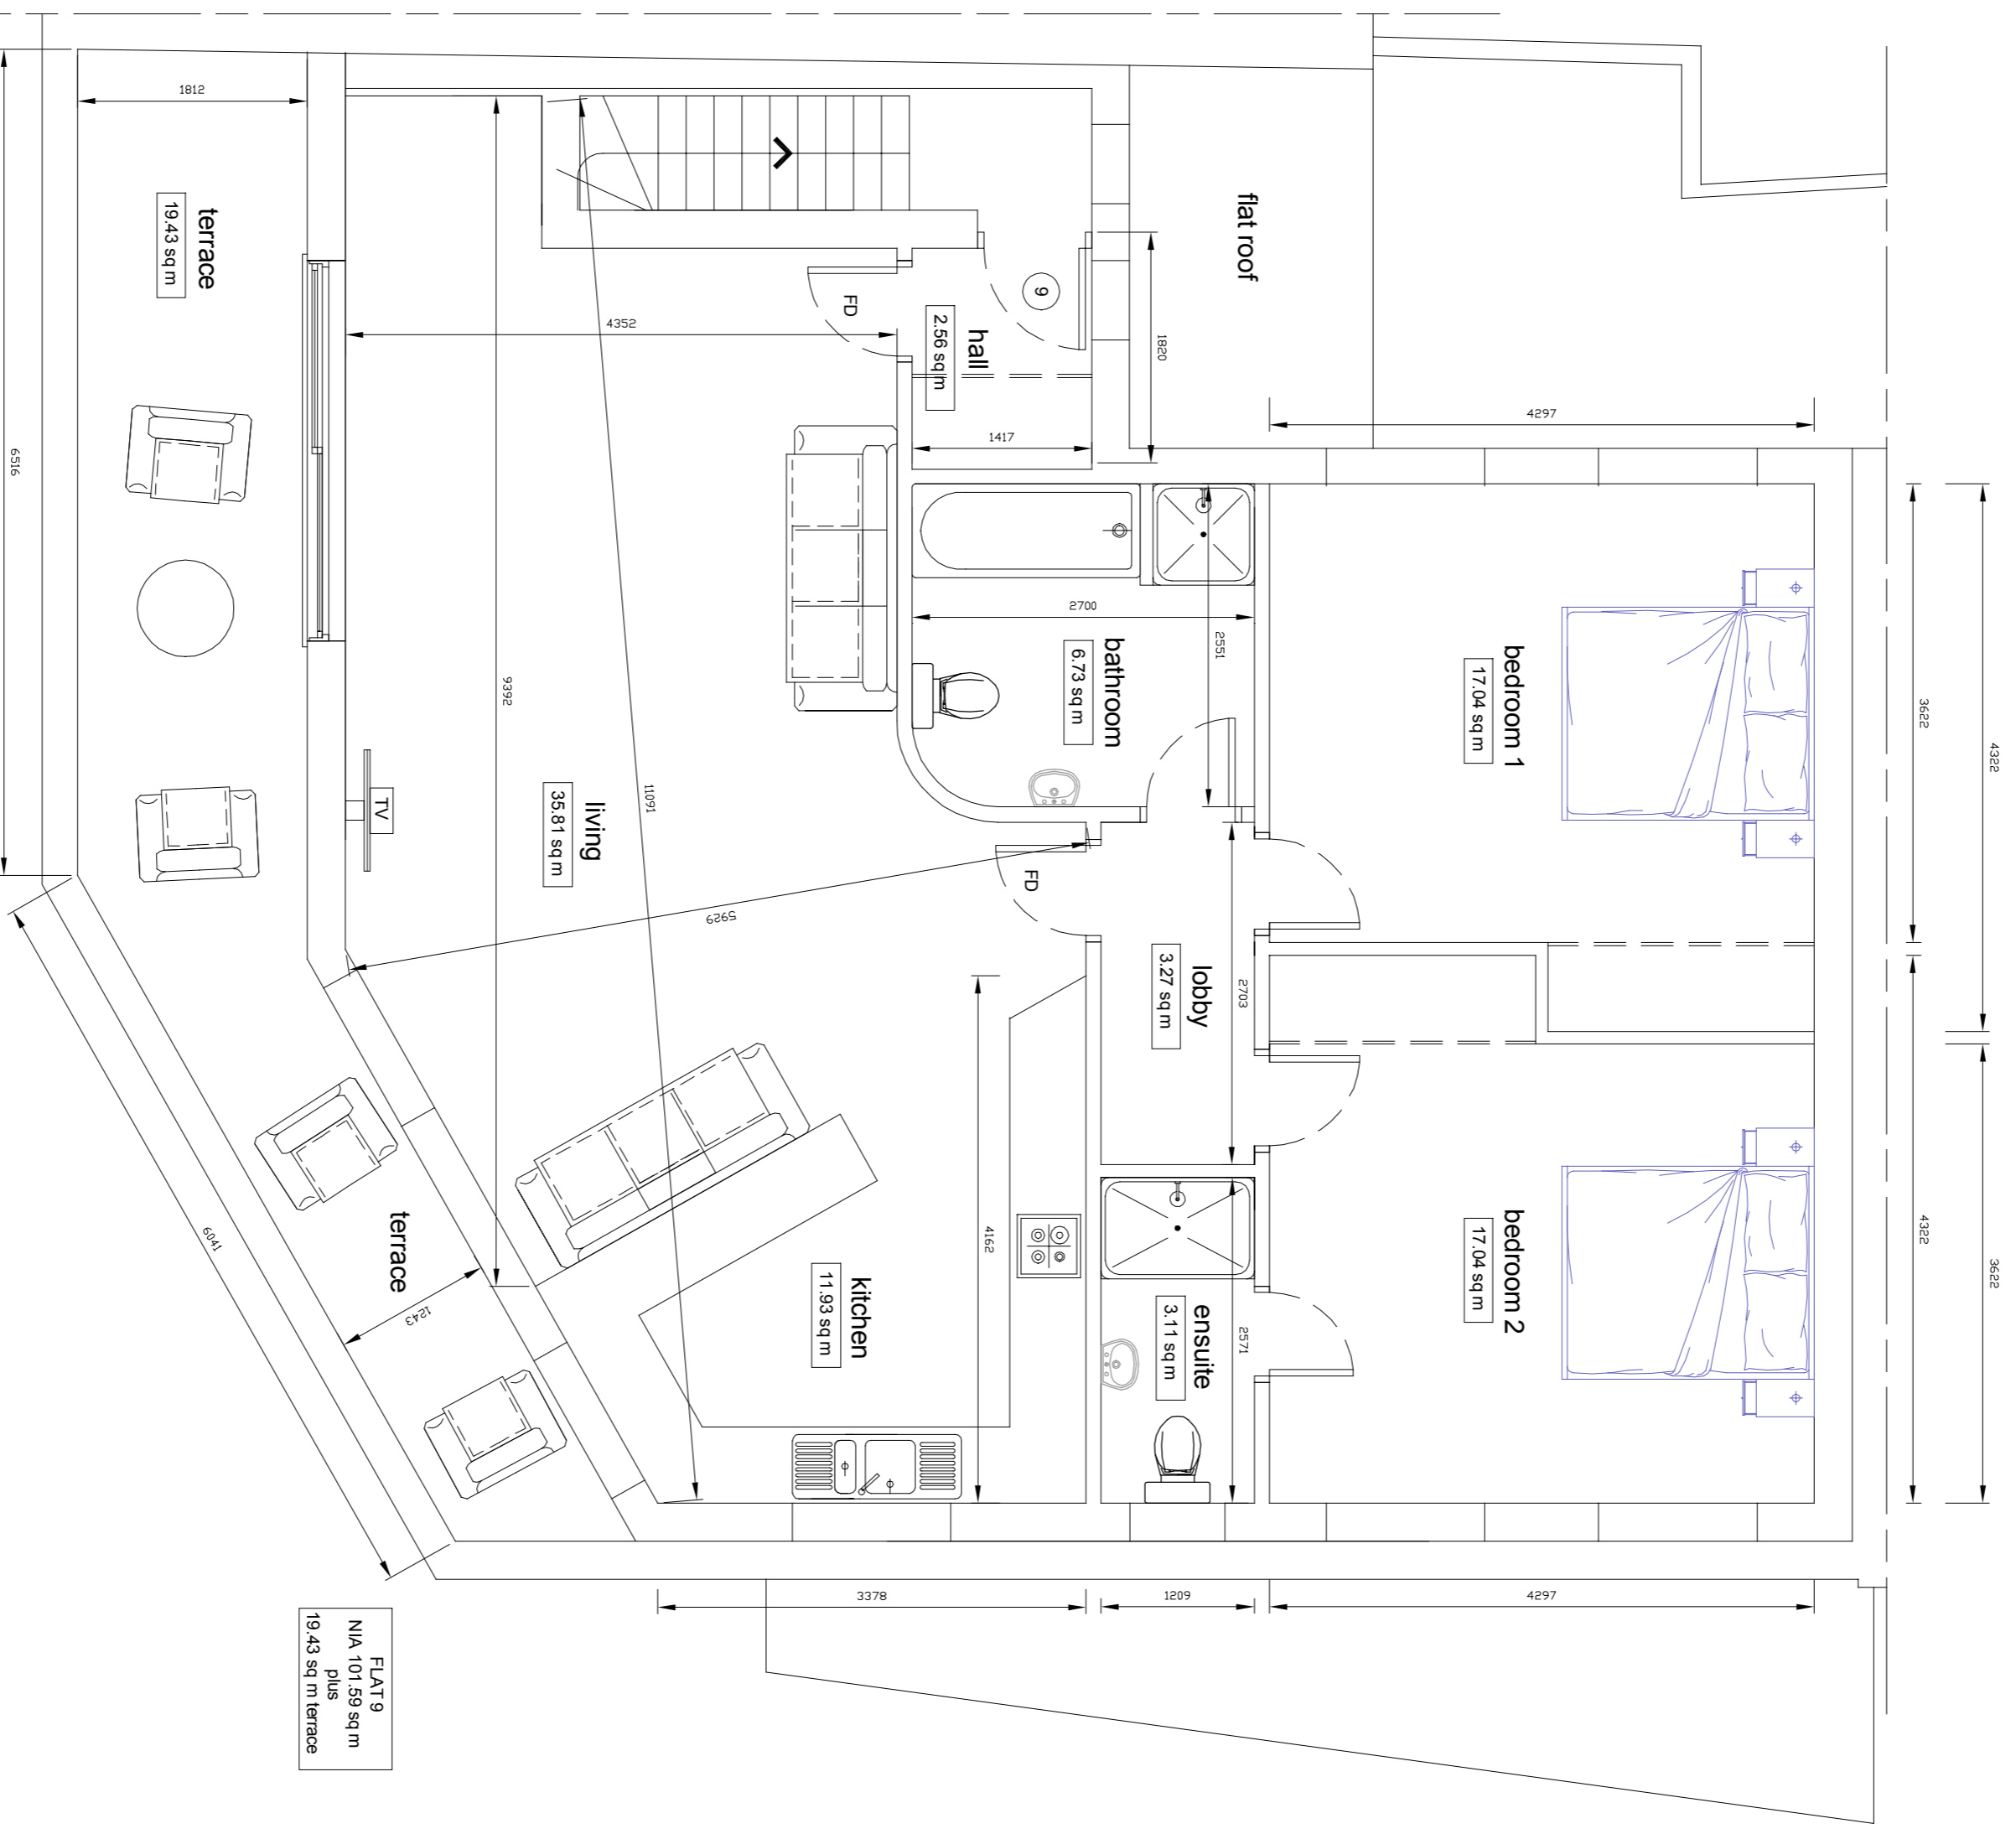 terrace
19.43 sq m
flat roof
9
FD
hall
2.56 sq m
bathroom
6.73 sq m
bedroom 1
17.04 sq m
TV
living
35.81 sq m
FD
lobby
3.27 sq m
terrace
kitchen
11.93 sq m
ensuite
3.11 sq m
bedroom 2
17.04 sq m
1812
6516
4352
1820
1417
4297
2700
2551
3622
4322
9392
11091
5929
2703
4162
4322
3622
6041
1243
2571
3378
1209
4297
FLAT 9
NIA 101.59 sq m
plus
19.43 sq m terrace